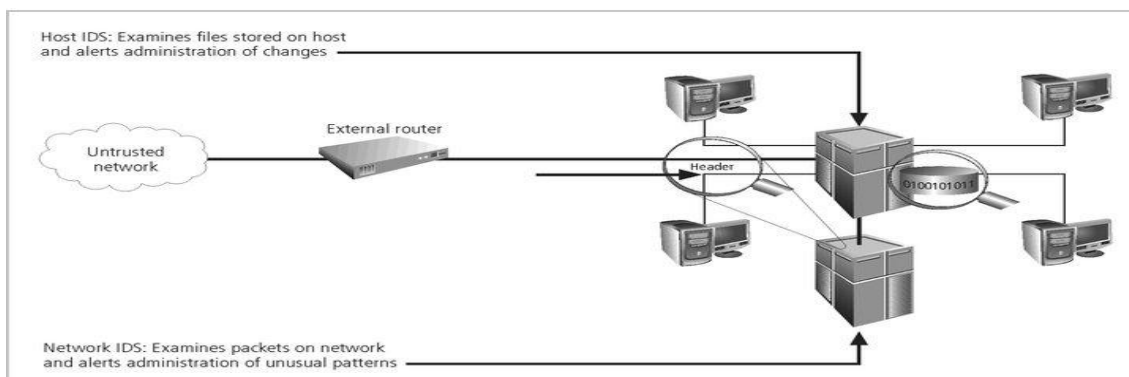 Host IDS: Examines files stored on host
and alerts administration of changes
External router
Untrusted
network
Header
0100101011
Network IDS: Examines packets on network
and alerts administration of unusual patterns